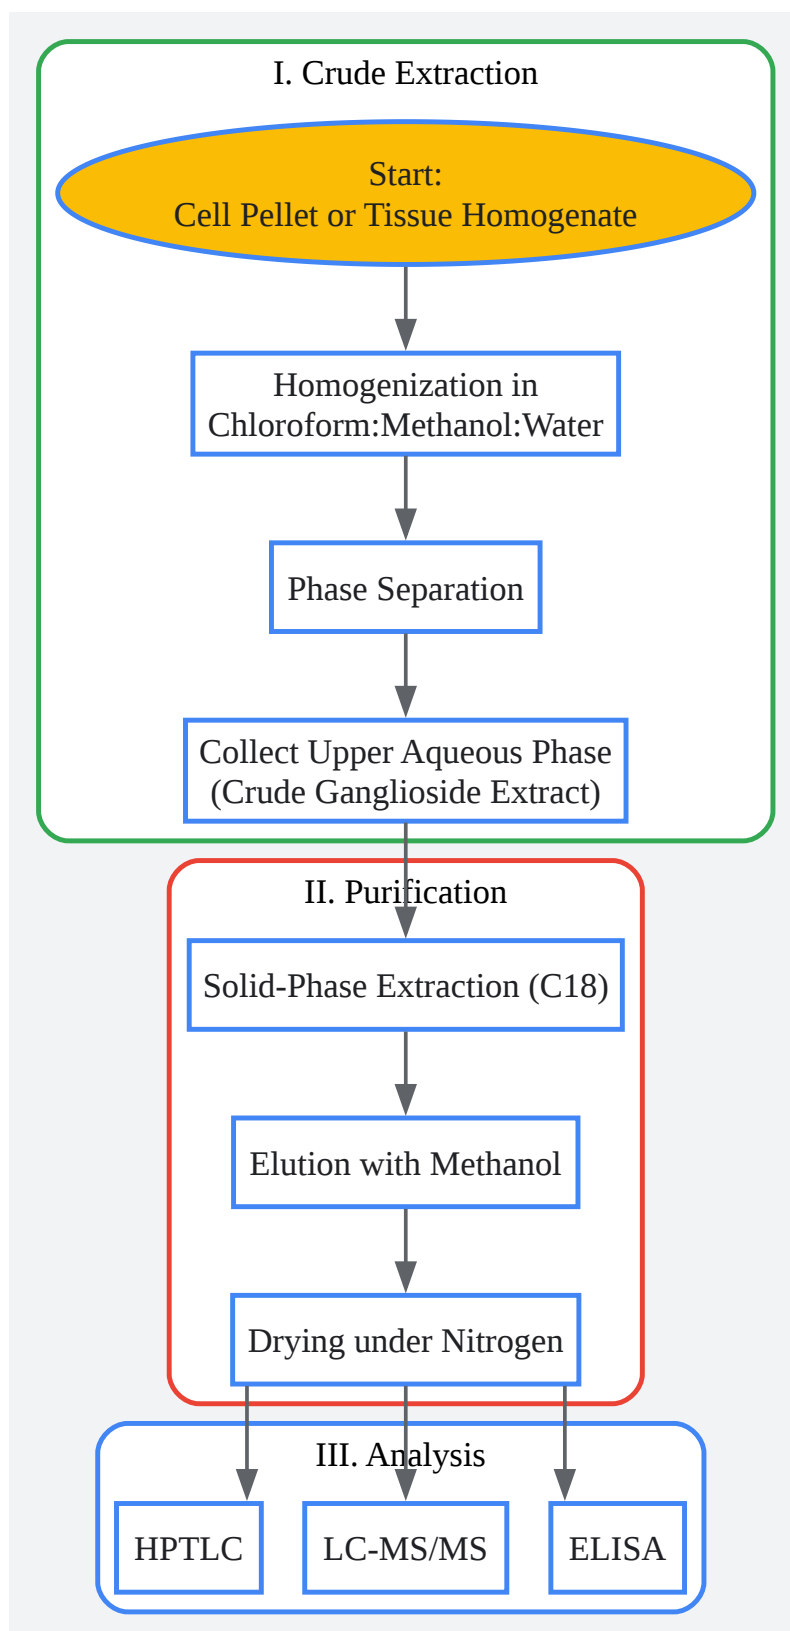 I. Crude Extraction
Start:
Cell Pellet or Tissue Homogenate
Homogenization in
Chloroform:Methanol:Water
Phase Separation
Collect Upper Aqueous Phase
(Crude Ganglioside Extract)
II. Purification
Solid-Phase Extraction (C18)
Elution with Methanol
Drying under Nitrogen
III. Analysis
HPTLC
LC-MS/MS
ELISA